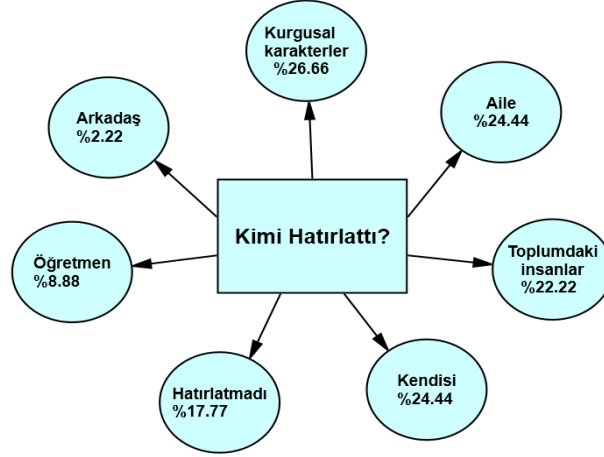 Kurgusal
karakterler
%26.66
Aile
%24.44
Arkadaş
%2.22
Kimi Hatırlattı?
Toplumdaki
insanlar
%22.22
Öğretmen
%8.88
Kendisi
%24.44
Hatırlatmadı
%17.77